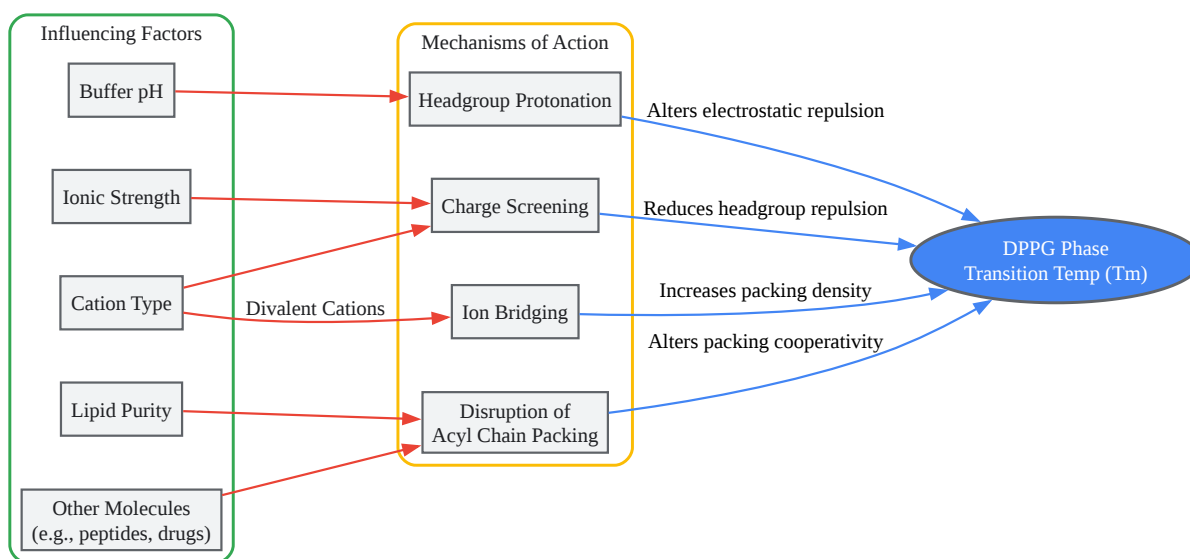 Influencing Factors
Buffer pH
Ionic Strength
Cation Type
Lipid Purity
Other Molecules
(e.g., peptides, drugs)
Divalent Cations
Mechanisms of Action
Headgroup Protonation
Charge Screening
Ion Bridging
Disruption of
Acyl Chain Packing
Alters electrostatic repulsion
Reduces headgroup repulsion
Increases packing density
Alters packing cooperativity
DPPG Phase
Transition Temp (Tm)